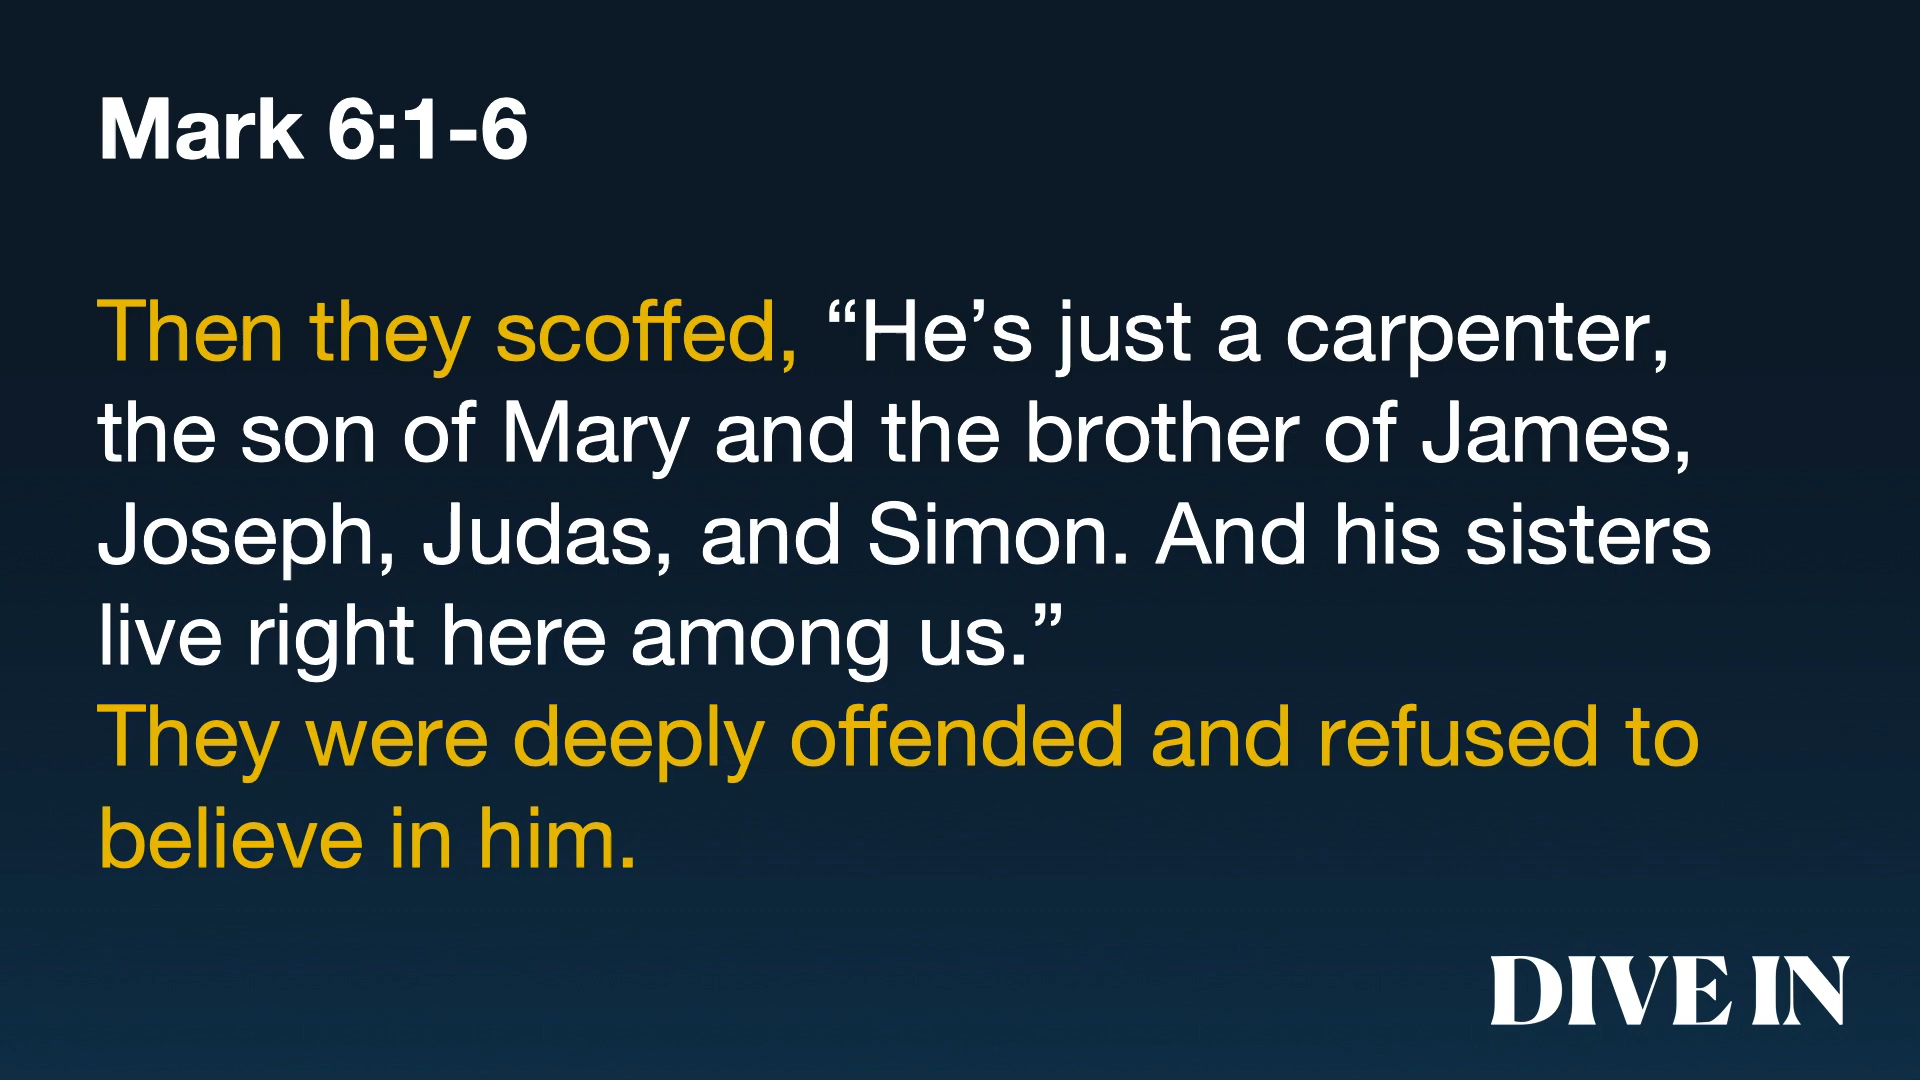 Mark 6:1-6
Then they scoffed, “He’s just a carpenter,
the son of Mary and the brother of James,
Joseph, Judas, and Simon. And his sisters
live right here among us.”
They were deeply offended and refused to
believe in him.
DIVE IN